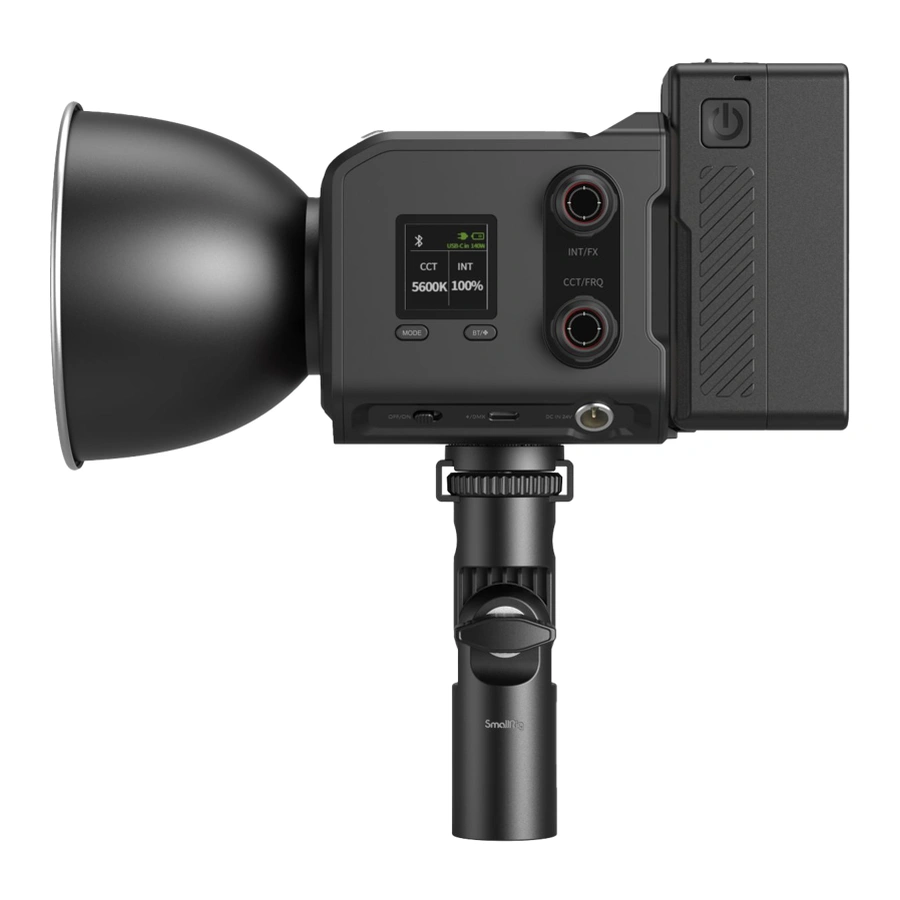 USB-C in 140W
CCT INT
5600K 100%
MODE BT/
INT/FX
CCT/FRQ
OFF/ON /DMX DC IN 24V
SmallRig